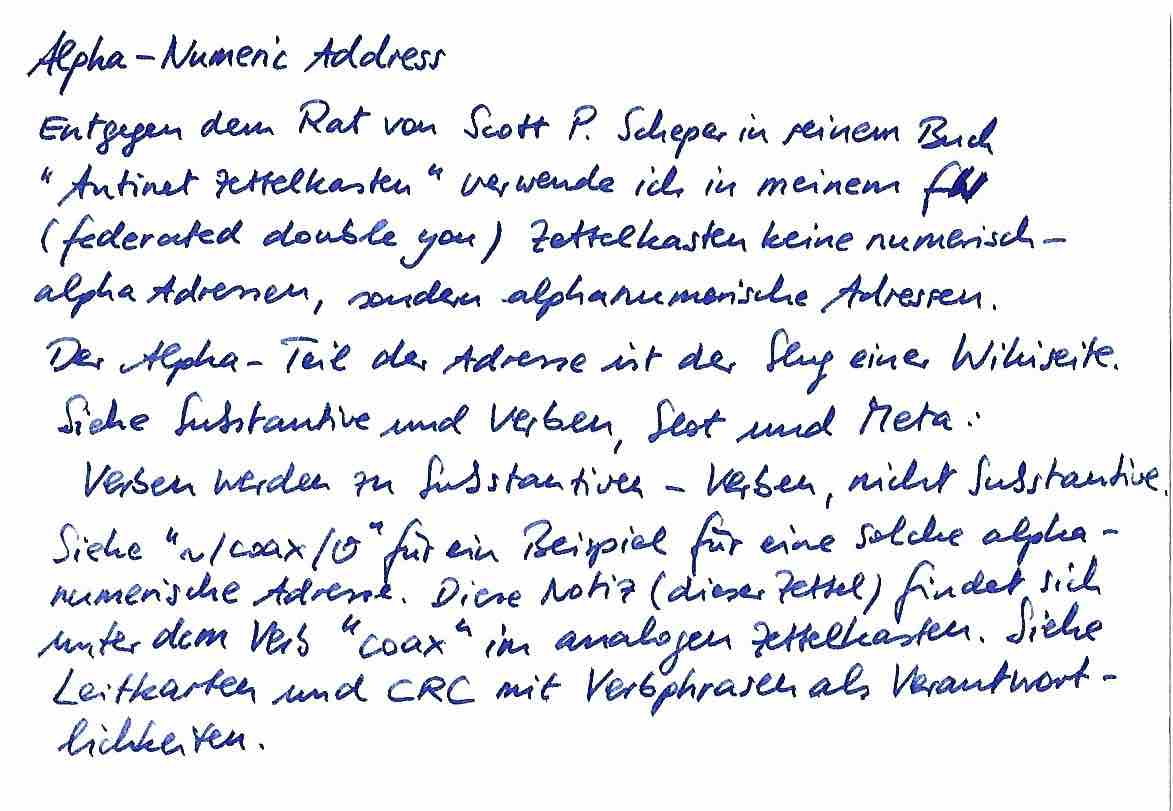 Alpha-Numeric Address
Entgegen dem Rat von Scott P. Scheper in seinem Buch
"Antinet Zettelkasten" verwende ich in meinem
(federated double you) Zettelkasten keine numerisch-
alpha Adressen, sondern alphanumerische Adressen.
Der Alpha-Teil der Adresse ist der Slug einer Wikiseite.
Siehe Substantive und Verben, Slot und Meta:
Verben werden zu Substantiven - Verben, nicht Substantive.
Siehe "~/coax/0" für ein Beispiel für eine solche alpha-
numerische Adresse. Diese Notiz (dieser Zettel) findet sich
unter dem Verb "coax" im analogen Zettelkasten. Siehe
Leitkarten und CRC mit Verbphrasen als Verantwort-
lichkeiten.